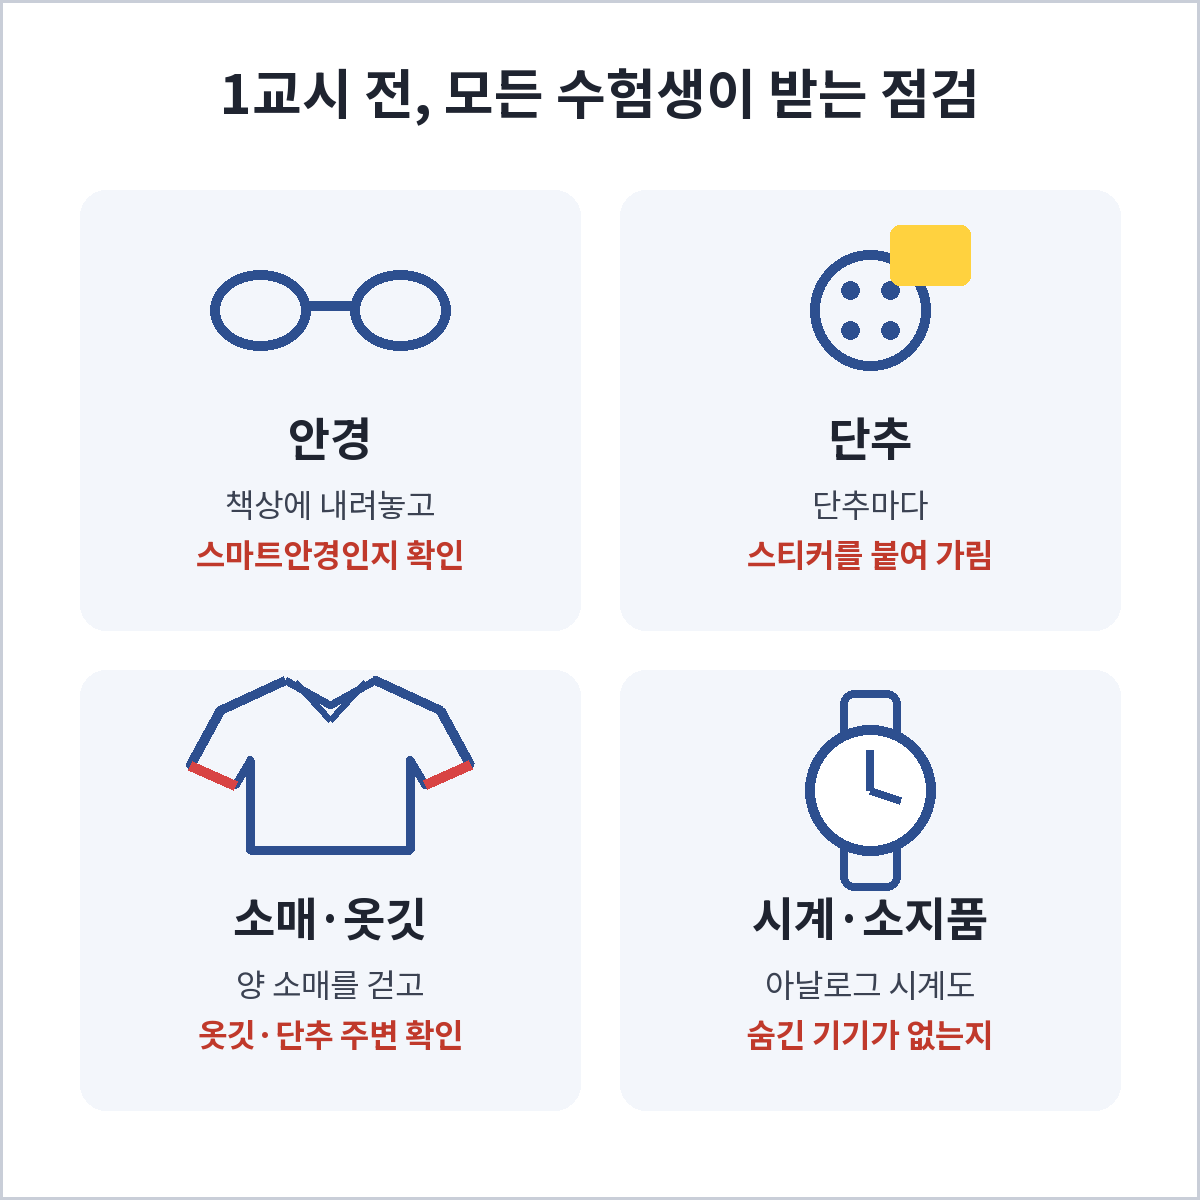 1교시 전, 모든 수험생이 받는 점검
안경
책상에 내려놓고
스마트안경인지 확인
단추
단추마다
스티커를 붙여 가림
소매·옷깃
양 소매를 걷고
옷깃·단추 주변 확인
시계·소지품
아날로그 시계도
숨긴 기기가 없는지